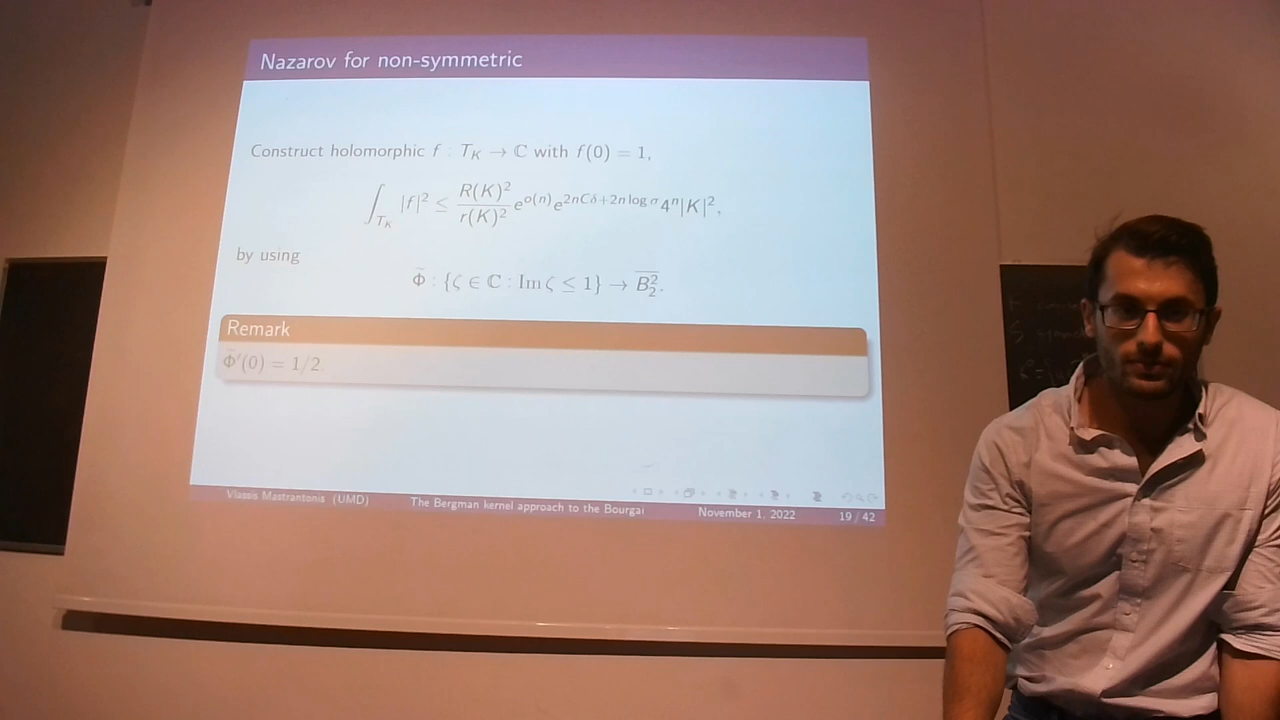 Nazarov for non-symmetric
Construct holomorphic f : T_K → ℂ with f(0) = 1,
∫_{T_K} |f|² ≤ R(K)²/r(K)² e^{o(n)} e^{2nCδ+2n log σ} 4ⁿ|K|²,
by using
Φ̃ : {ζ ∈ ℂ : Im ζ ≤ 1} → \overline{B_2^2}.
Remark
Φ̃′(0) = 1/2.
Vlassis Mastrantonis (UMD) The Bergman kernel approach to the Bourgai November 1, 2022 19 / 42